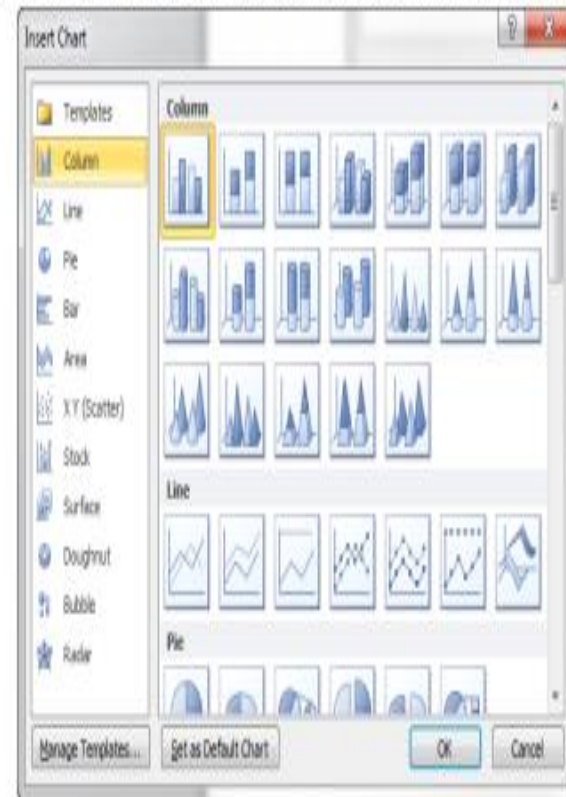 Insert Chart
Templates
Column
Line
Pie
Bar
Area
X Y (Scatter)
Stock
Surface
Doughnut
Bubble
Radar
Column
Line
Pie
Manage Templates...
Set as Default Chart
OK
Cancel